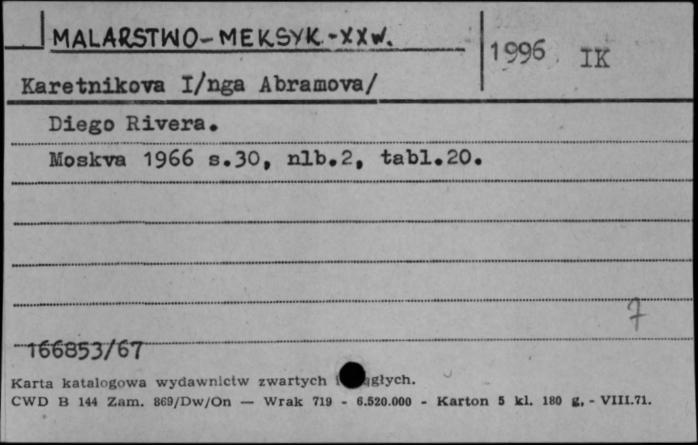 MALARSTWO-MEKSYK-XXW.
1996 IK
Karetnikova I/nga Abramova/
Diego Rivera.
Moskva 1966 s.30, nlb.2, tabl.20.
7
166853/67
Karta katalogowa wydawnictw zwartych
CWD B 144 Zam. 869/Dw/On — Wrak 719 - 6.520.000 - Karton 5 kl. 180 g. - VIII.71.